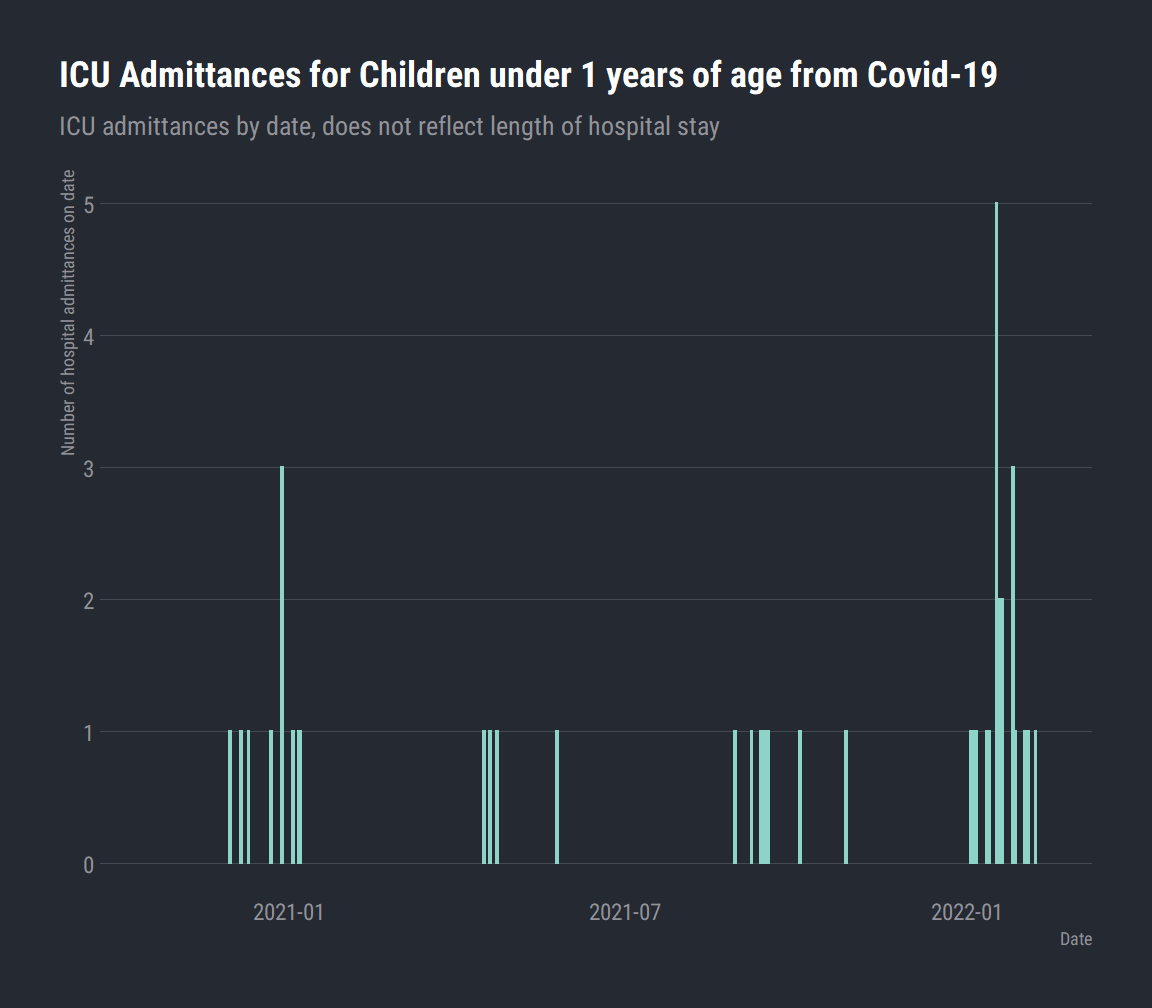 ICU Admittances for Children under 1 years of age from Covid-19
ICU admittances by date, does not reflect length of hospital stay
Number of hospital admittances on date
5
4
3
2
1
0
2021-01
2021-07
2022-01
Date